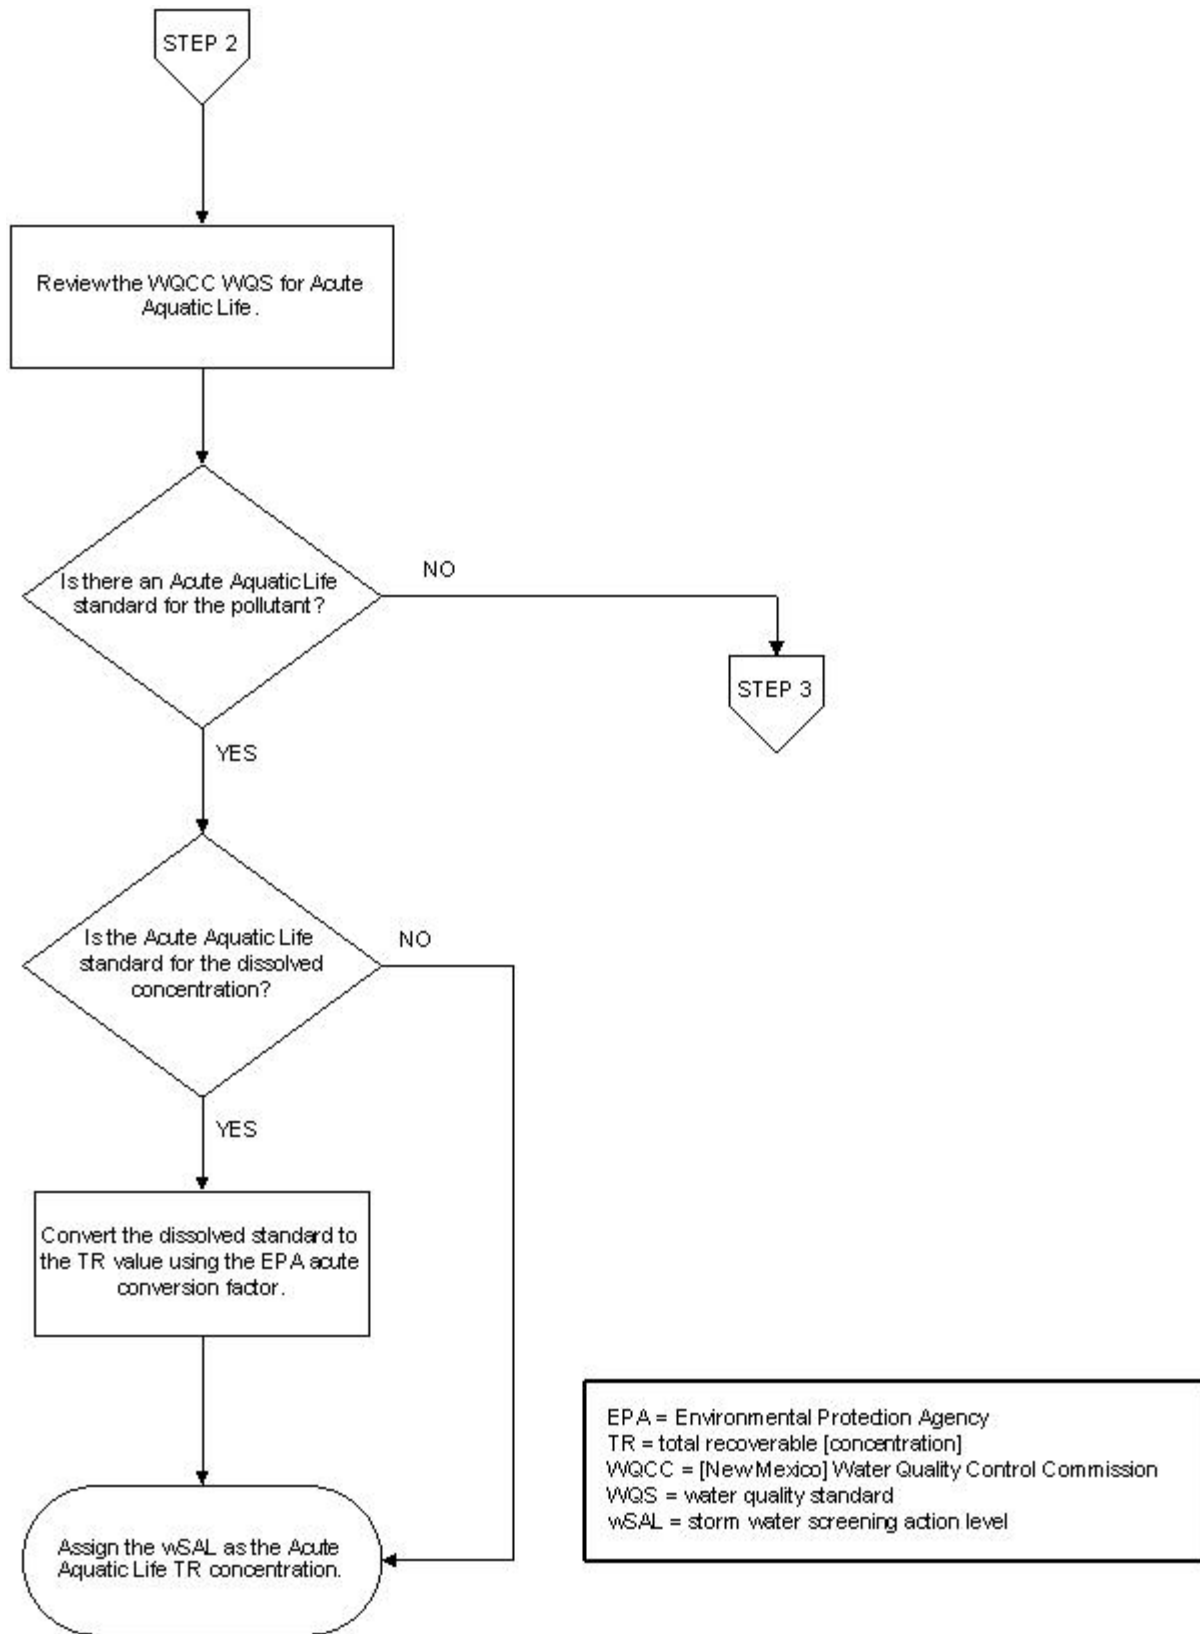 STEP 2
Review the WQCC WQS for Acute
Aquatic Life.
Is there an Acute Aquatic Life
standard for the pollutant?
NO
STEP 3
YES
Is the Acute Aquatic Life
standard for the dissolved
concentration?
NO
YES
Convert the dissolved standard to
the TR value using the EPA acute
conversion factor.
Assign the wSAL as the Acute
Aquatic Life TR concentration.
EPA = Environmental Protection Agency
TR = total recoverable [concentration]
WQCC = [New Mexico] Water Quality Control Commission
WQS = water quality standard
wSAL = storm water screening action level